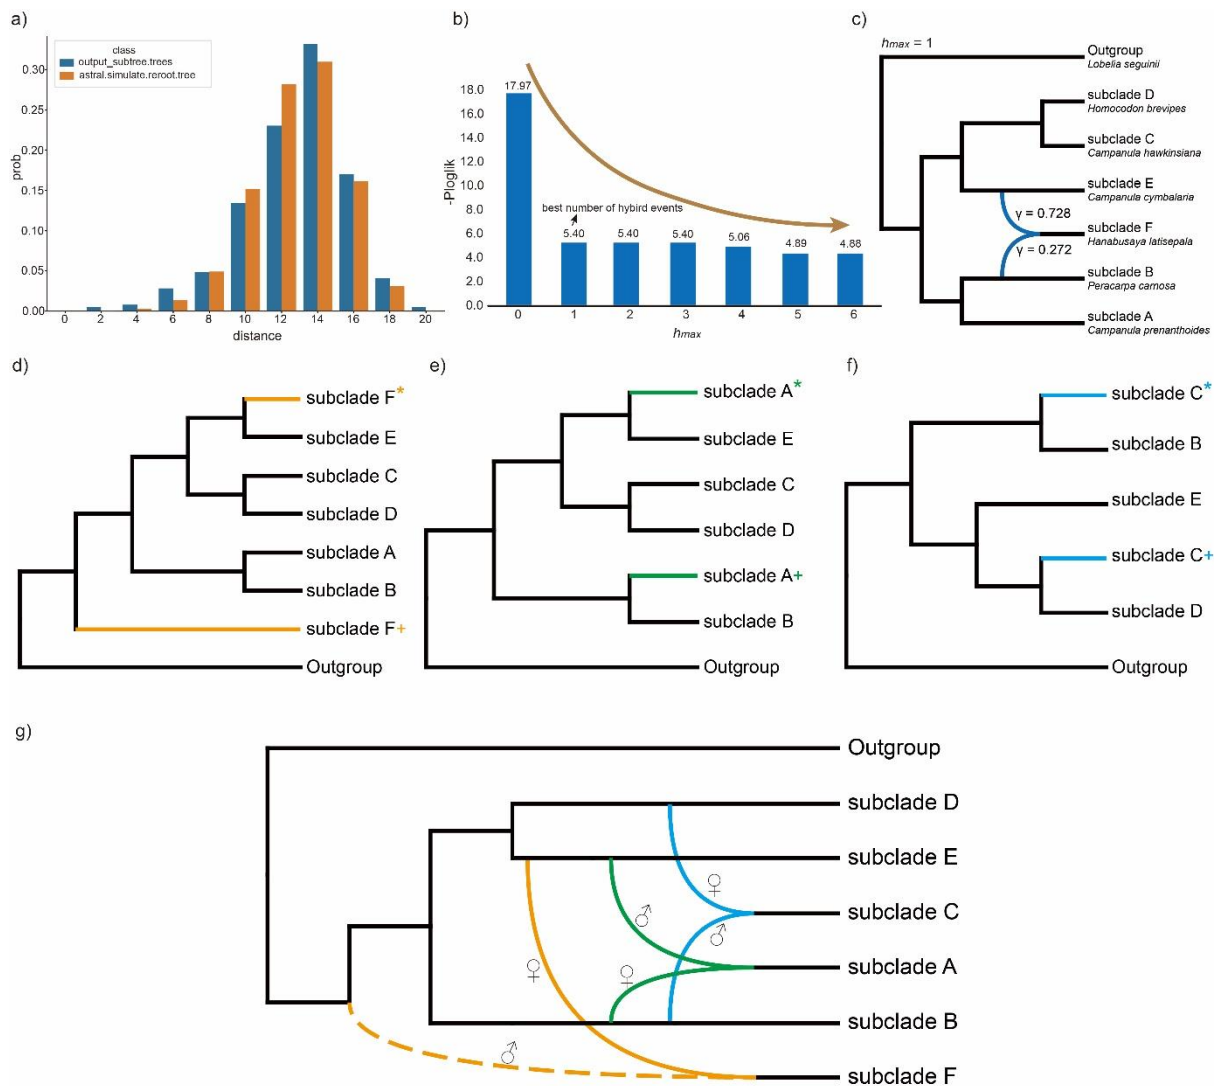 a)
class
output_subtree.trees
astral.simulate.reroot.tree
prob
0.30
0.25
0.20
0.15
0.10
0.05
0.00
0 2 4 6 8 10 12 14 16 18 20
distance
b)
-Ploglik
18.0
16.0
14.0
12.0
10.0
8.0
6.0
4.0
2.0
0.0
17.97
best number of hybird events
5.40 5.40 5.40 5.06 4.89 4.88
0 1 2 3 4 5 6
hmax
c)
hmax = 1
Outgroup
Lobelia seguinii
subclade D
Homocodon brevipes
subclade C
Campanula hawkinsiana
subclade E
Campanula cymbalaria
γ = 0.728
subclade F
Hanabusaya latisepala
γ = 0.272
subclade B
Peracarpa carnosa
subclade A
Campanula prenanthoides
d)
subclade F*
subclade E
subclade C
subclade D
subclade A
subclade B
subclade F+
Outgroup
e)
subclade A*
subclade E
subclade C
subclade D
subclade A+
subclade B
Outgroup
f)
subclade C*
subclade B
subclade E
subclade C+
subclade D
Outgroup
g)
Outgroup
subclade D
subclade E
♀
subclade C
♂ ♂
subclade A
♀ ♀
subclade B
♂
subclade F